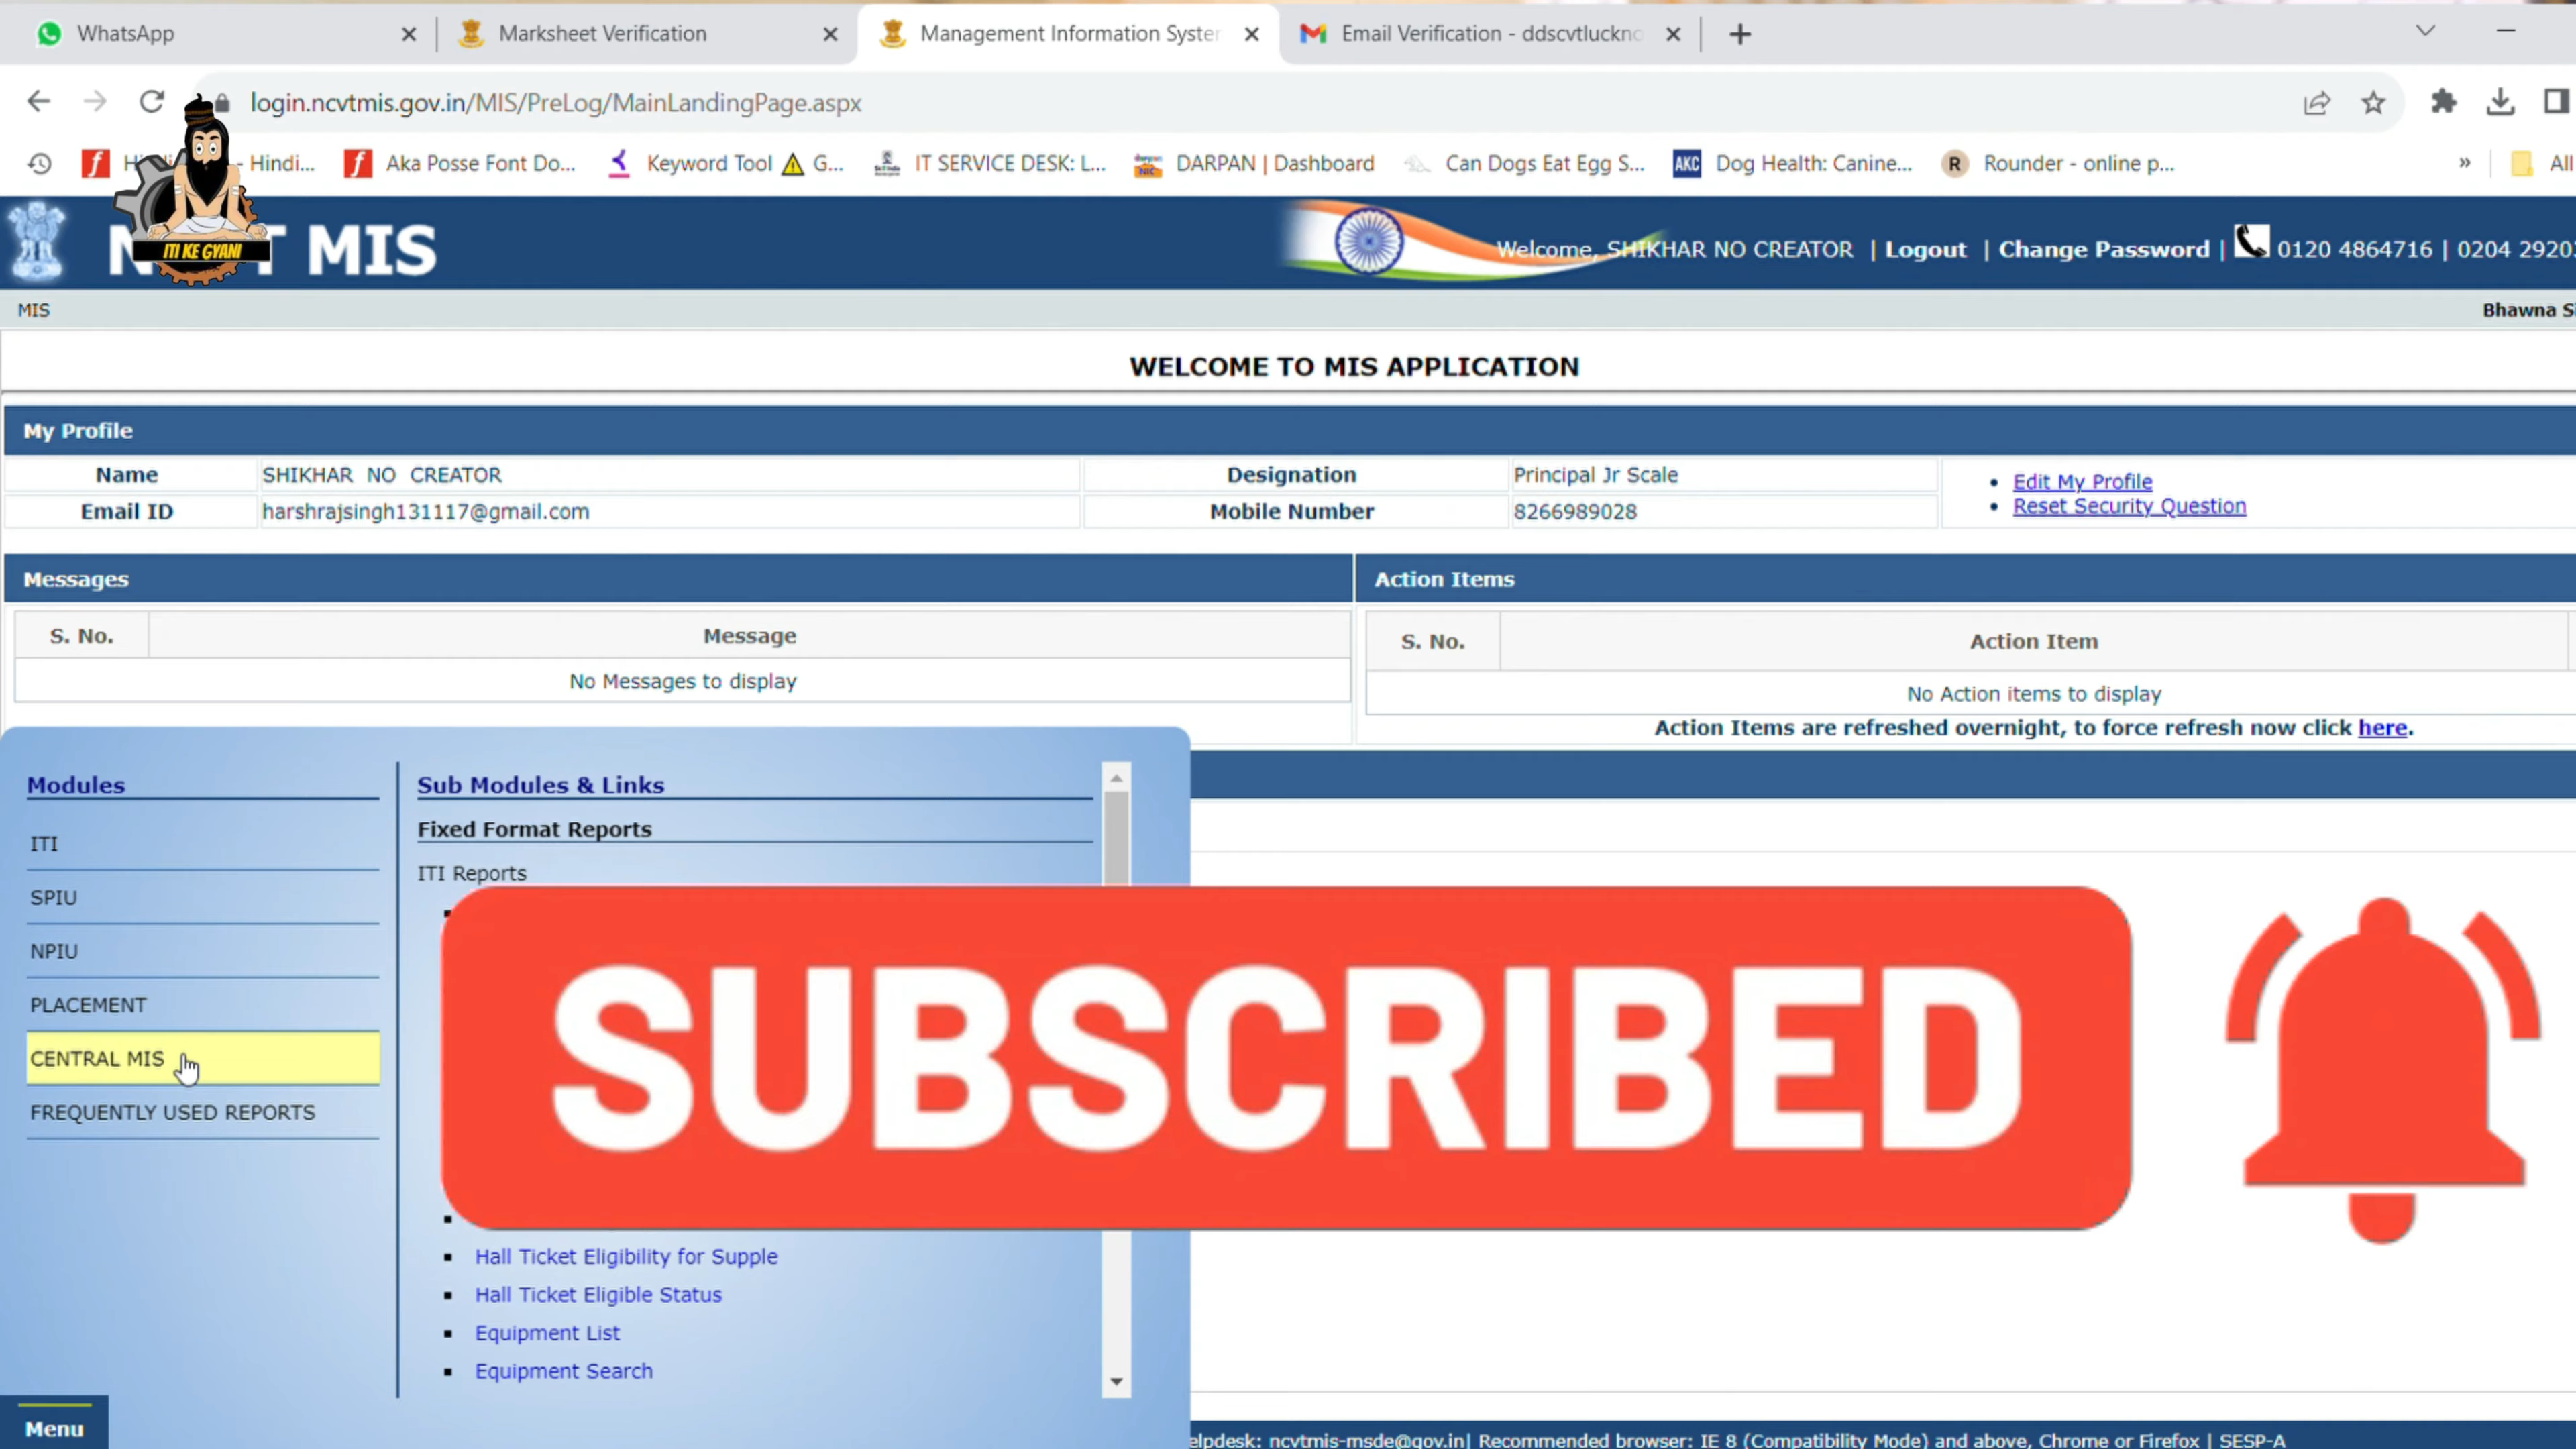 WhatsApp
Marksheet Verification
Management Information Syster
Email Verification - ddscvtluckno
login.ncvtmis.gov.in/MIS/PreLog/MainLandingPage.aspx
- Hindi...
Aka Posse Font Do...
Keyword Tool ⚠ G...
IT SERVICE DESK: L...
DARPAN | Dashboard
Can Dogs Eat Egg S...
AKC Dog Health: Canine...
R Rounder - online p...
» All
ITI KE GYANI
MIS
Welcome, SHIKHAR NO CREATOR | Logout | Change Password | 0120 4864716 | 0204 2920
MIS
Bhawna S
WELCOME TO MIS APPLICATION
My Profile
Name SHIKHAR NO CREATOR Designation Principal Jr Scale
Email ID harshrajsingh131117@gmail.com Mobile Number 8266989028
Edit My Profile
Reset Security Question
Messages
S. No. Message
No Messages to display
Action Items
S. No. Action Item
No Action items to display
Action Items are refreshed overnight, to force refresh now click here.
Modules
ITI
SPIU
NPIU
PLACEMENT
CENTRAL MIS
FREQUENTLY USED REPORTS
Sub Modules & Links
Fixed Format Reports
ITI Reports
SUBSCRIBED
Hall Ticket Eligibility for Supple
Hall Ticket Eligible Status
Equipment List
Equipment Search
Menu
elpdesk: ncvtmis-msde@gov.in| Recommended browser: IE 8 (Compatibility Mode) and above, Chrome or Firefox | SESP-A